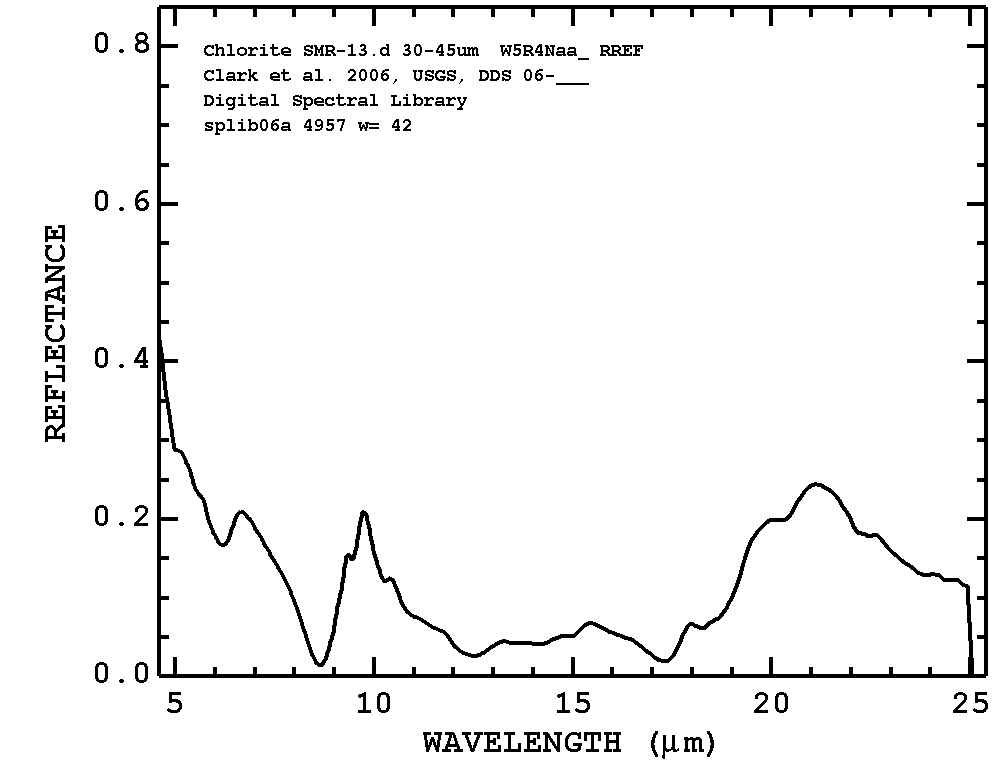 Chlorite SMR-13.d 30-45um W5R4Naa_ RREF
Clark et al. 2006, USGS, DDS 06-___
Digital Spectral Library
splib06a 4957 w= 42
0.8
0.6
0.4
0.2
0.0
REFLECTANCE
5 10 15 20 25
WAVELENGTH (μm)